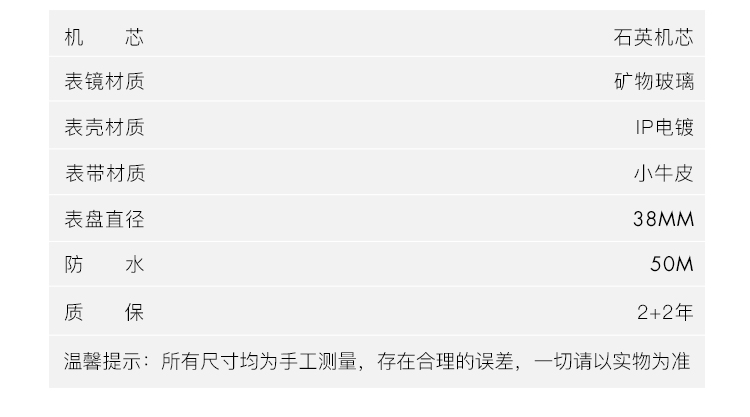 机 芯 石英机芯
表镜材质 矿物玻璃
表壳材质 IP电镀
表带材质 小牛皮
表盘直径 38MM
防 水 50M
质 保 2+2年
温馨提示：所有尺寸均为手工测量，存在合理的误差，一切请以实物为准